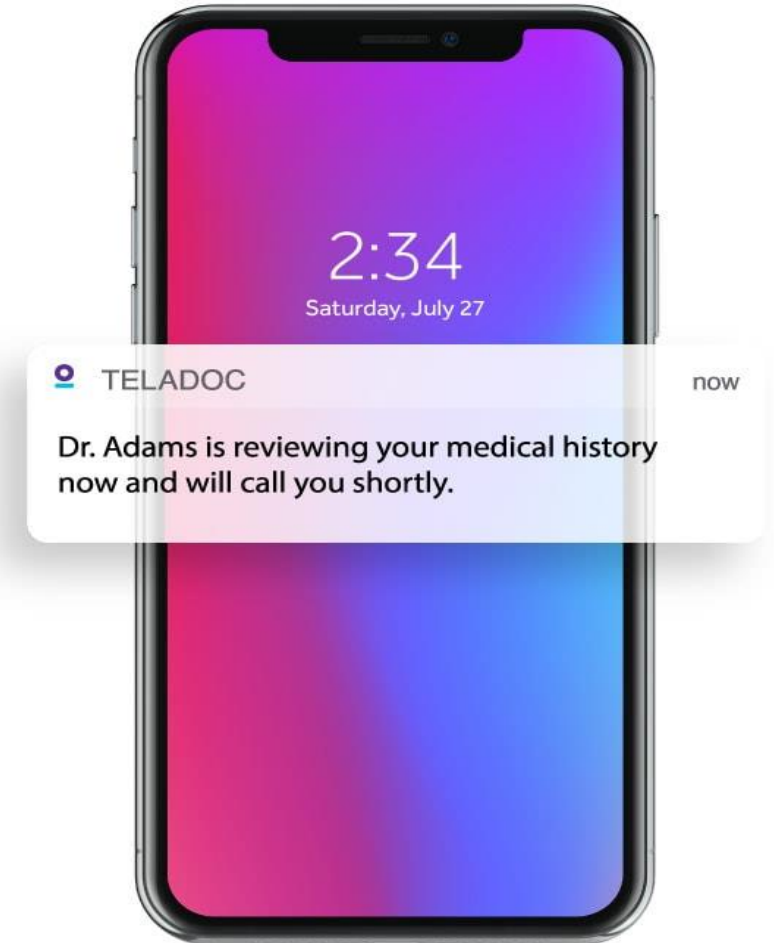 2:34
Saturday, July 27
TELADOC now
Dr. Adams is reviewing your medical history
now and will call you shortly.